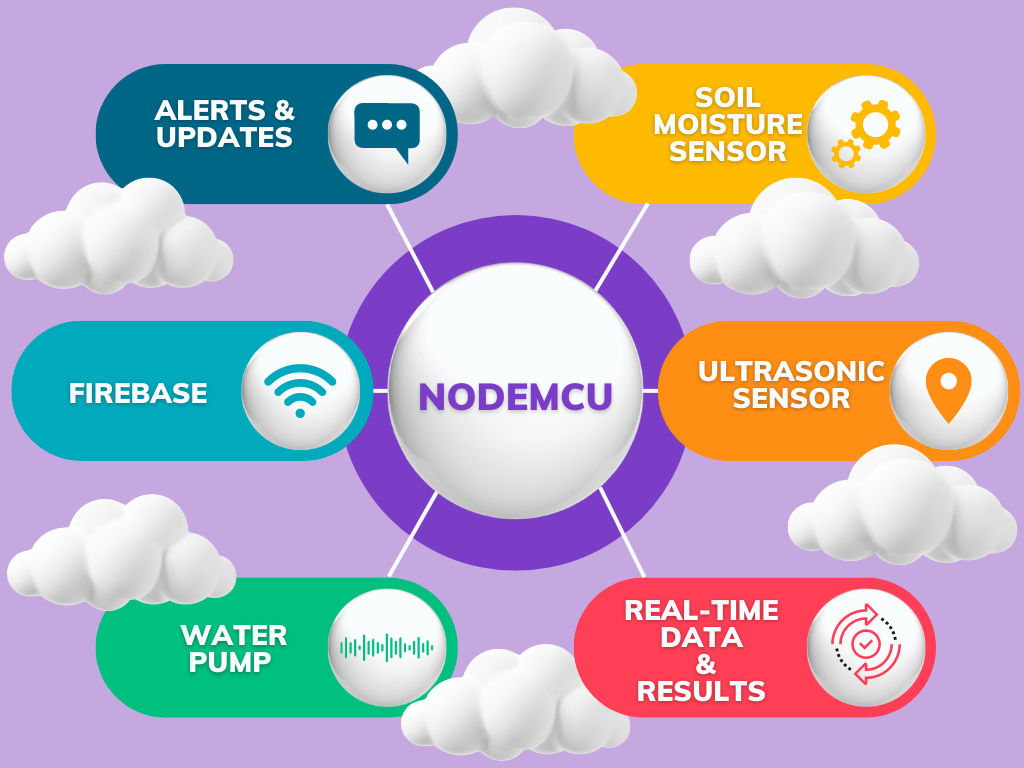 ALERTS &
UPDATES
SOIL
MOISTURE
SENSOR
FIREBASE
NODEMCU
ULTRASONIC
SENSOR
WATER
PUMP
REAL-TIME
DATA
&
RESULTS